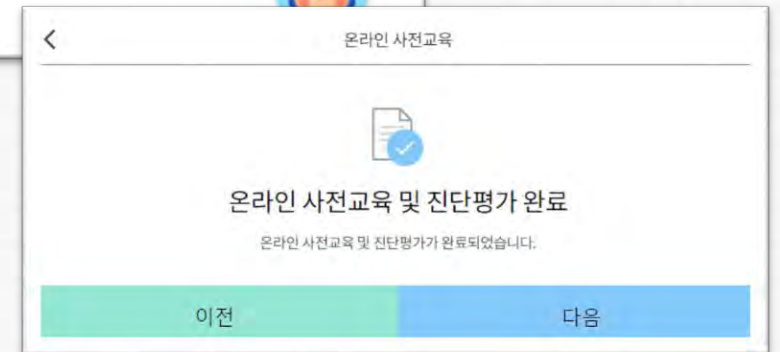 온라인 사전교육
온라인 사전교육 및 진단평가 완료
온라인 사전교육 및 진단평가가 완료되었습니다.
이전
다음